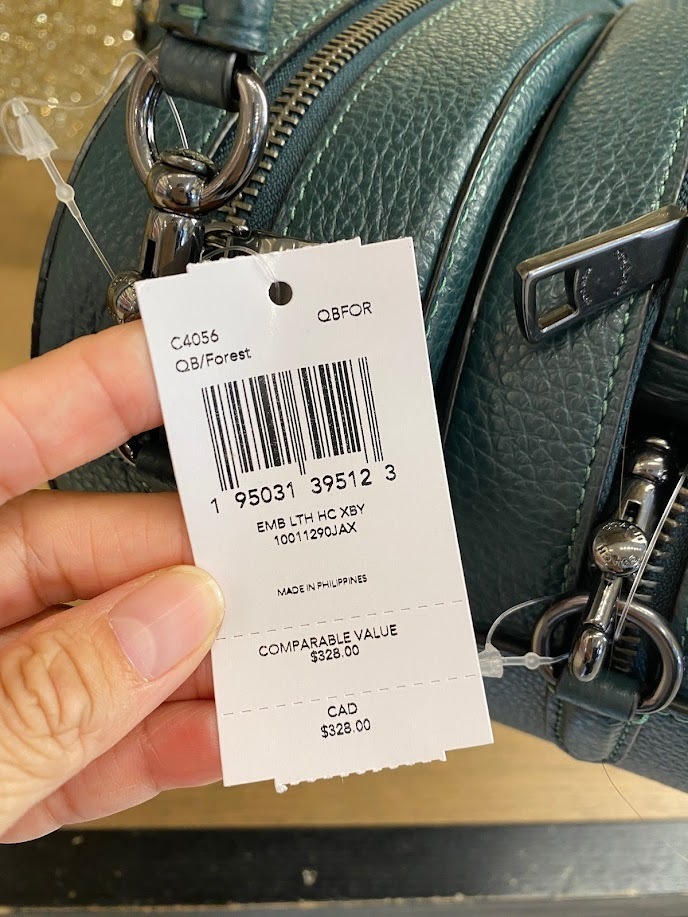 QBFOR
C4056
QB/Forest
1 95031 39512 3
EMB LTH HC XBY
10011290JAX
MADE IN PHILIPPINES
COMPARABLE VALUE
$328.00
CAD
$328.00